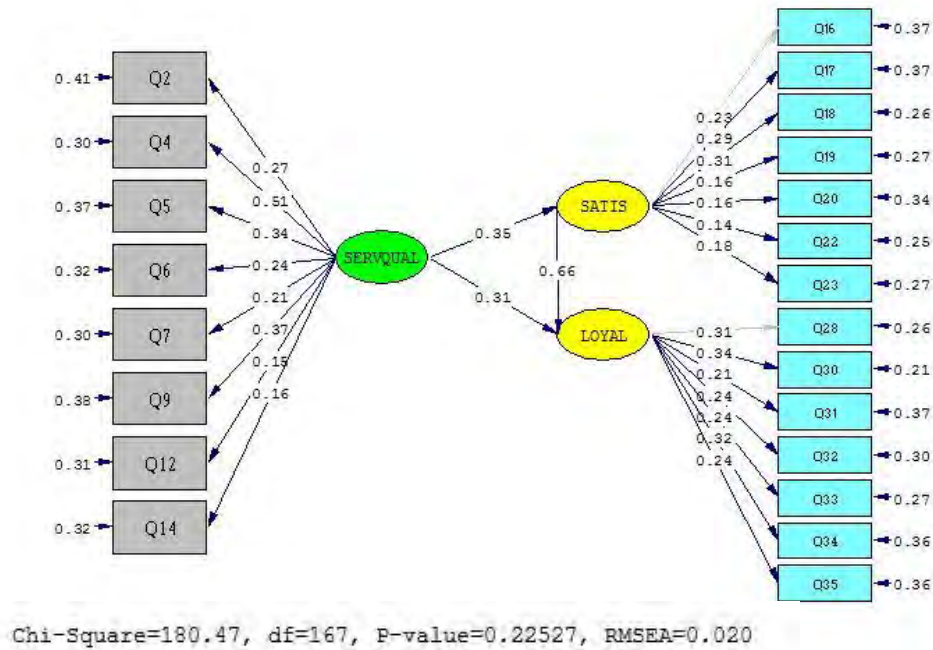 0.41 Q2
0.30 Q4
0.37 Q5
0.32 Q6
0.30 Q7
0.38 Q9
0.31 Q12
0.32 Q14
0.27
0.51
0.34
0.24
0.21
0.37
0.15
0.16
SERVQUAL
0.35
0.31
SATIS
0.66
LOYAL
0.23
0.29
0.31
0.16
0.16
0.14
0.18
0.31
0.34
0.21
0.24
0.24
0.32
0.24
Q16 0.37
Q17 0.37
Q18 0.26
Q19 0.27
Q20 0.34
Q22 0.25
Q23 0.27
Q28 0.26
Q30 0.21
Q31 0.37
Q32 0.30
Q33 0.27
Q34 0.36
Q35 0.36
Chi-Square=180.47, df=167, P-value=0.22527, RMSEA=0.020